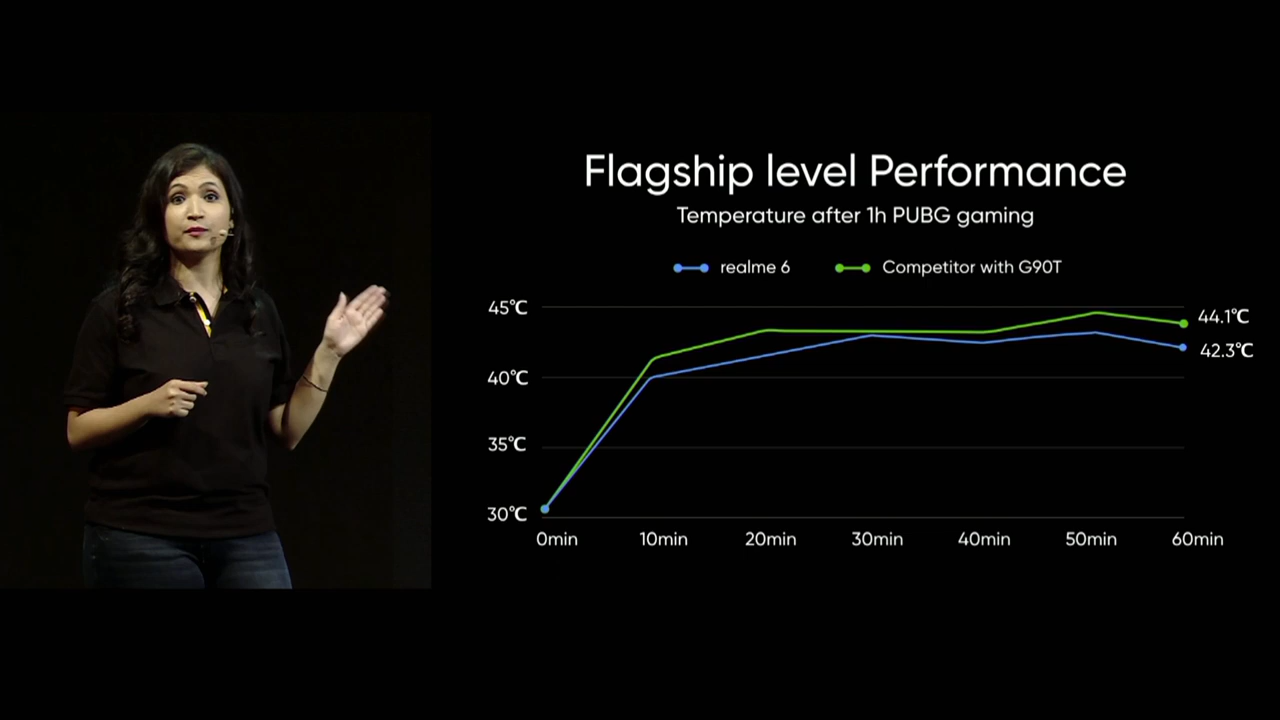 Flagship level Performance
Temperature after 1h PUBG gaming
realme 6 Competitor with G90T
45℃
44.1℃
42.3℃
40℃
35℃
30℃
0min 10min 20min 30min 40min 50min 60min